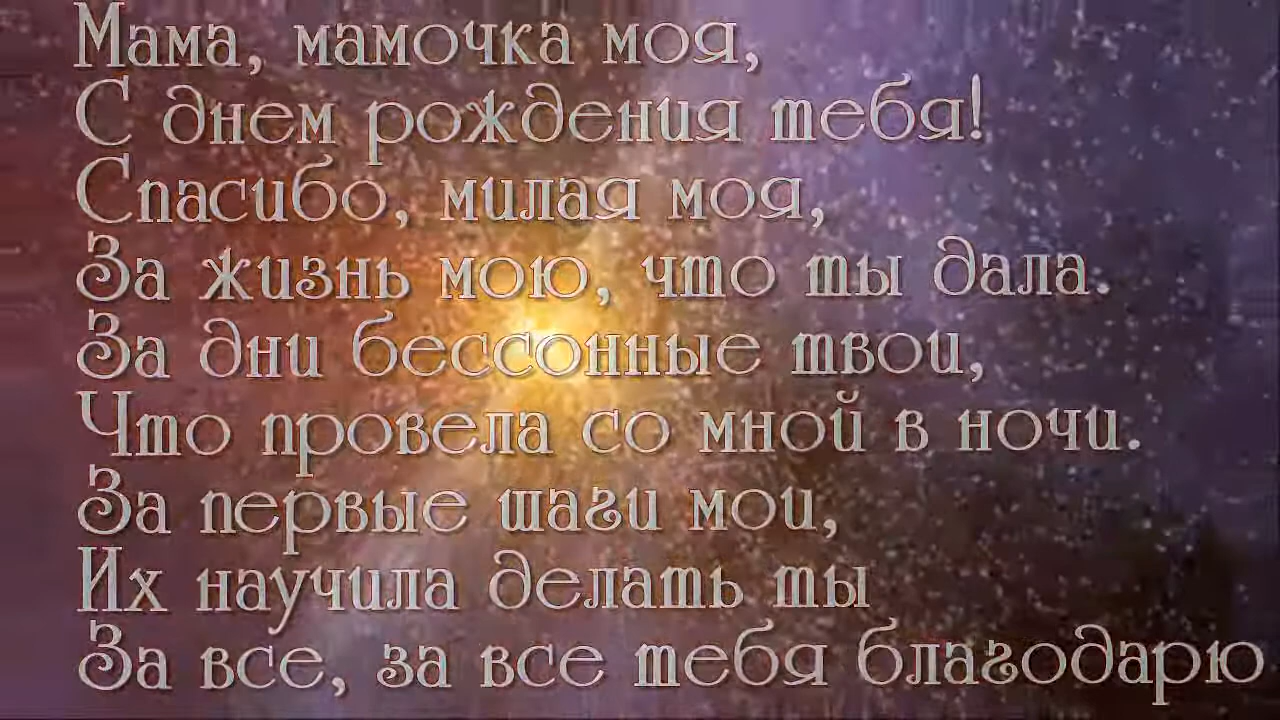 Мама, мамочка моя,
С днем рождения тебя!
Спасибо, милая моя,
За жизнь мою, что ты дала.
За дни бессонные твои,
Что провела со мной в ночи.
За первые шаги мои,
Их научила делать ты
За все, за все тебя благодарю